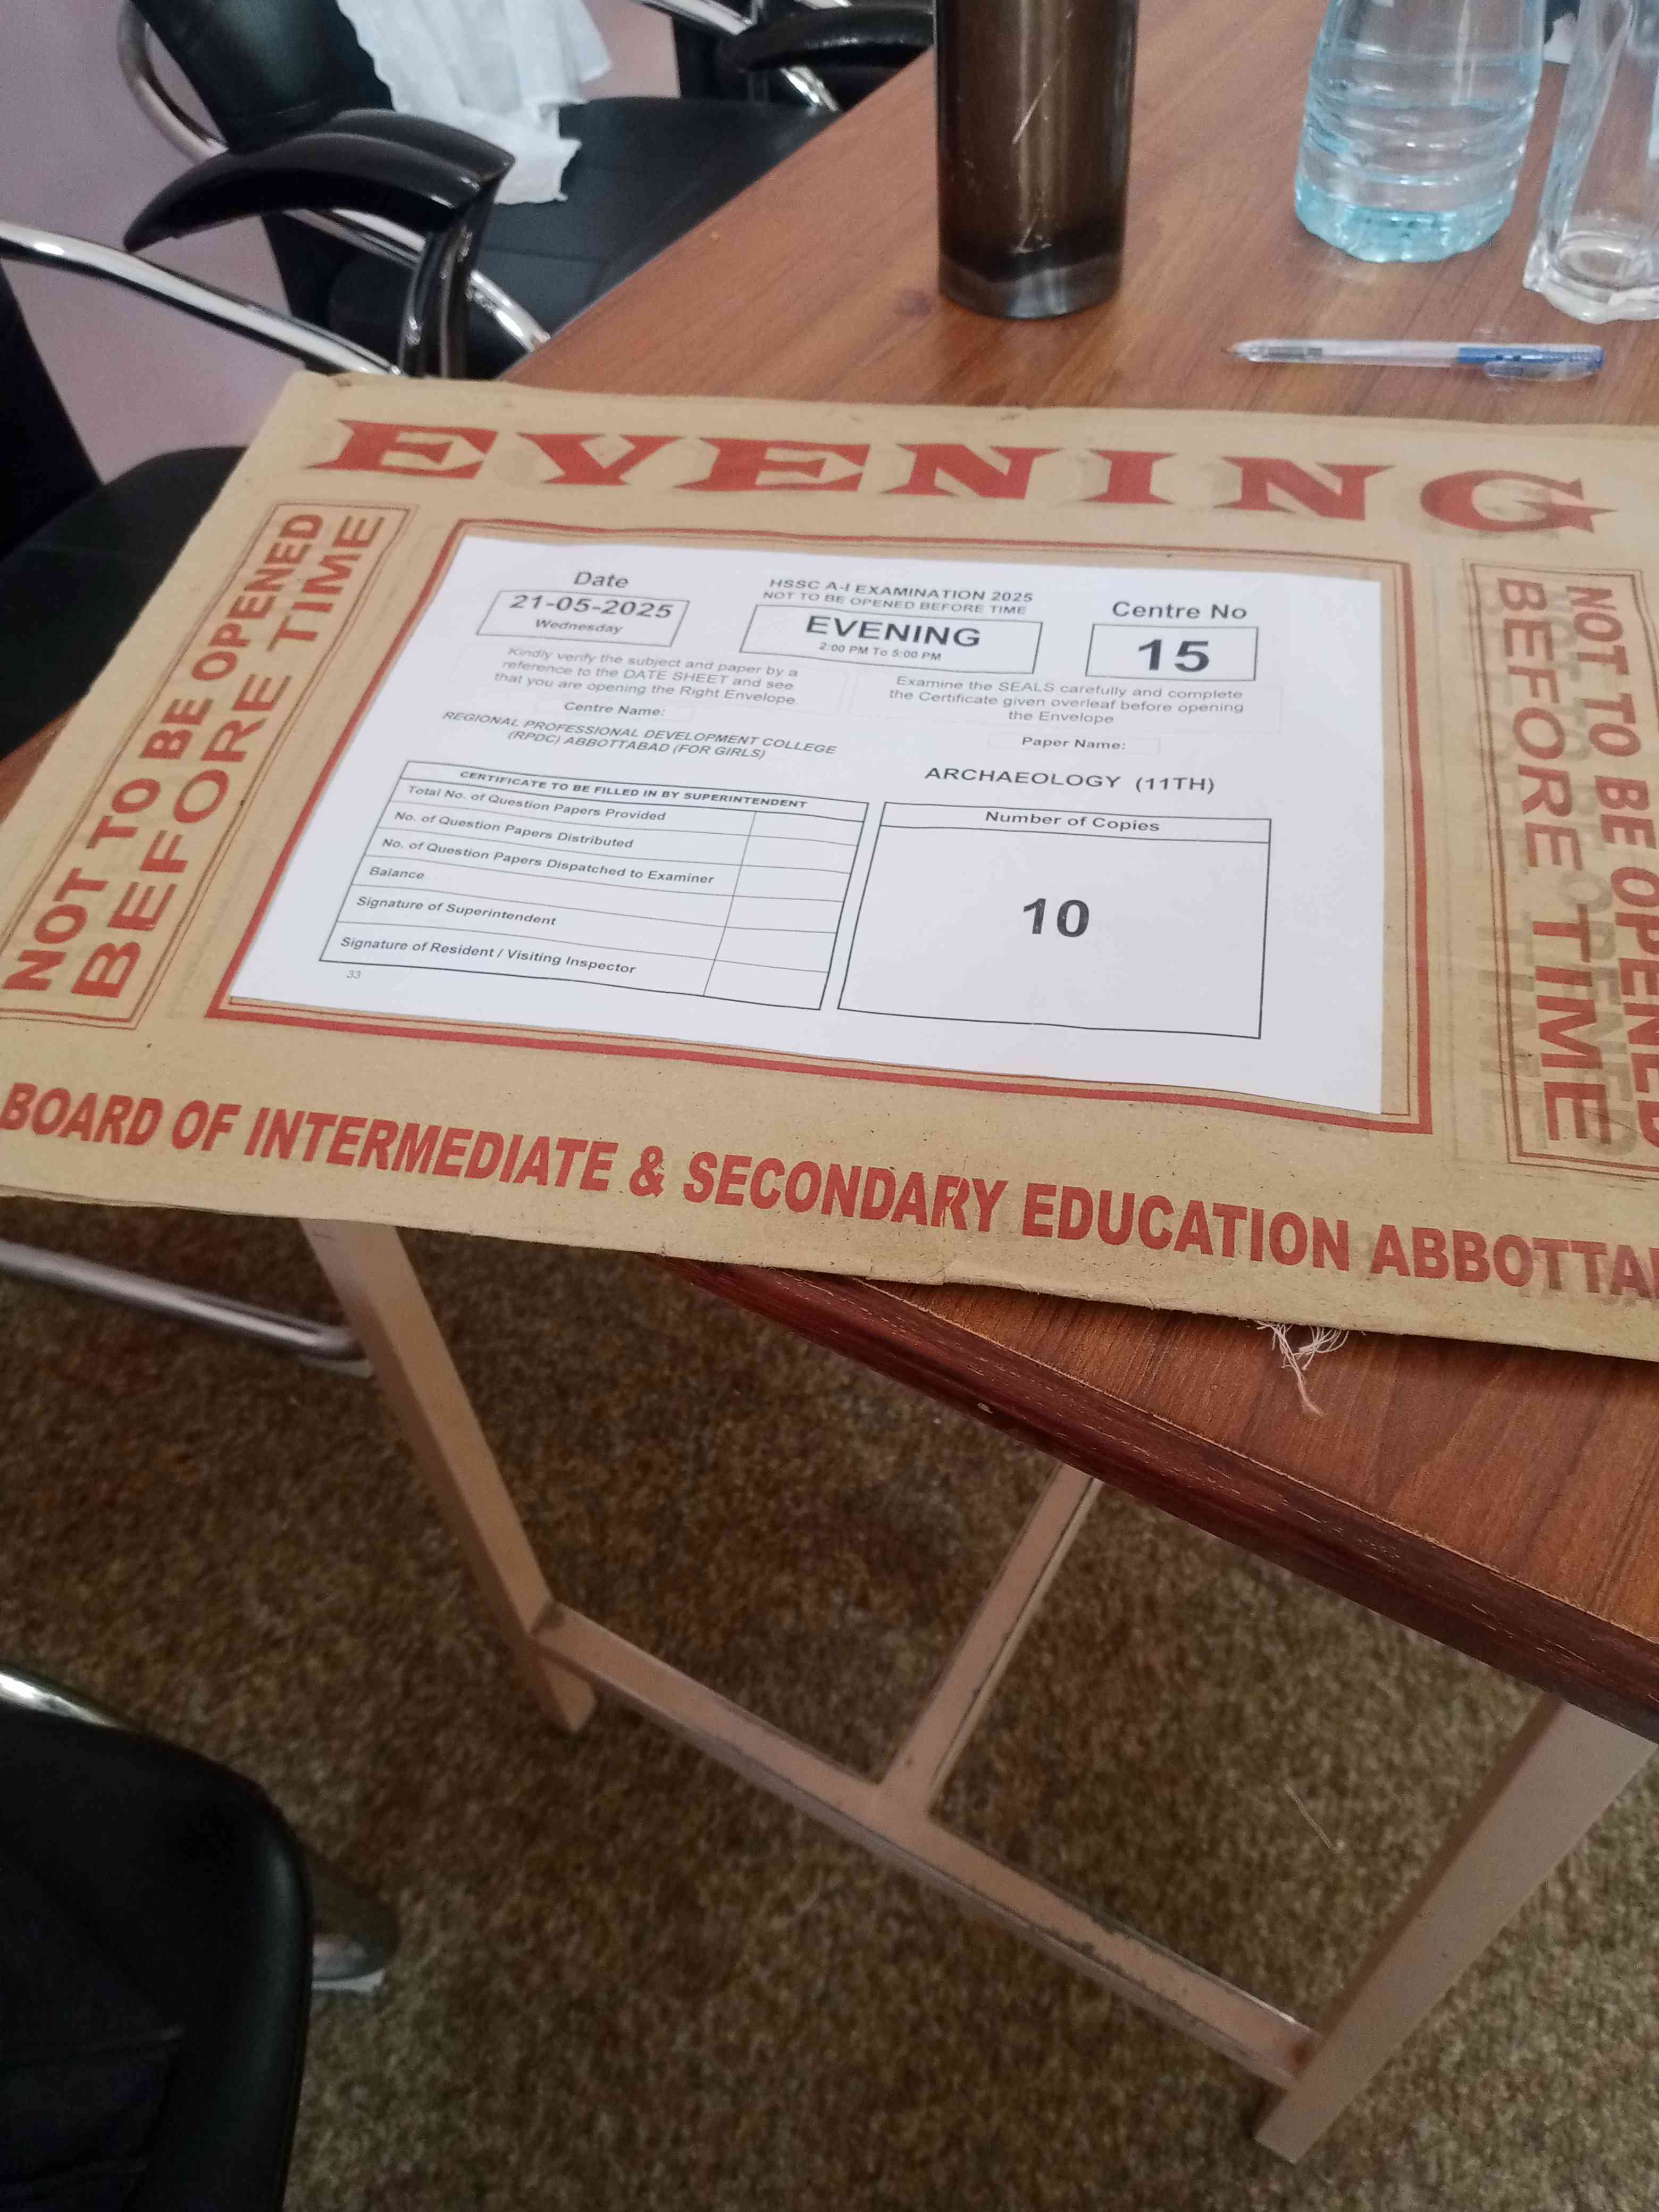 EVENING
NOT TO BE OPENED
BEFORE TIME
Date
21-05-2025
Wednesday
HSSC A-I EXAMINATION 2025
NOT TO BE OPENED BEFORE TIME
EVENING
2:00 PM To 5:00 PM
Centre No
15
Kindly verify the subject and paper by a
reference to the DATE SHEET and see
that you are opening the Right Envelope
Examine the SEALS carefully and complete
the Certificate given overleaf before opening
the Envelope
Centre Name:
REGIONAL PROFESSIONAL DEVELOPMENT COLLEGE
(RPDC) ABBOTTABAD (FOR GIRLS)
Paper Name:
ARCHAEOLOGY (11TH)
CERTIFICATE TO BE FILLED IN BY SUPERINTENDENT
Total No. of Question Papers Provided
No. of Question Papers Distributed
No. of Question Papers Dispatched to Examiner
Balance
Signature of Superintendent
Signature of Resident / Visiting Inspector
33
Number of Copies
10
NOT TO BE OPENED
BEFORE TIME
BOARD OF INTERMEDIATE & SECONDARY EDUCATION ABBOTTA